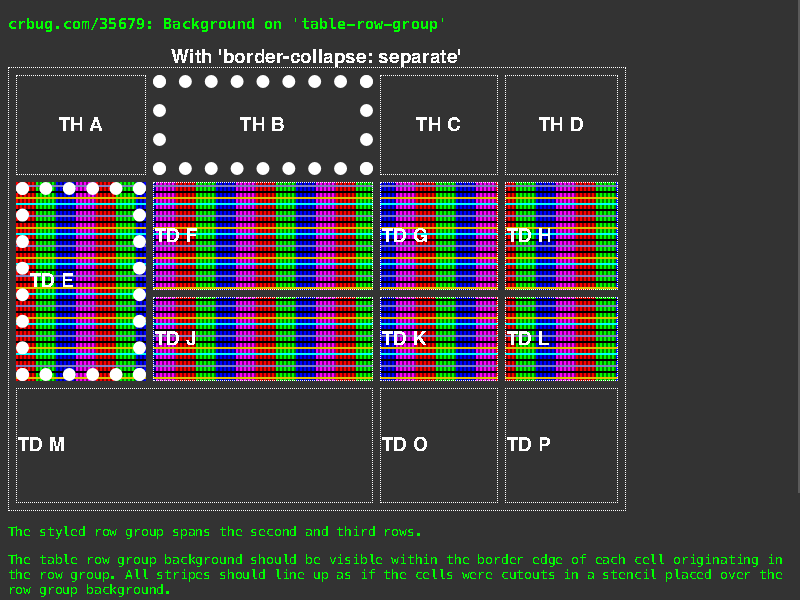 crbug.com/35679: Background on 'table-row-group'
With 'border-collapse: separate'
TH A
TH B
TH C
TH D
TD E
TD F
TD G
TD H
TD J
TD K
TD L
TD M
TD O
TD P
The styled row group spans the second and third rows.
The table row group background should be visible within the border edge of each cell originating in
the row group. All stripes should line up as if the cells were cutouts in a stencil placed over the
row group background.